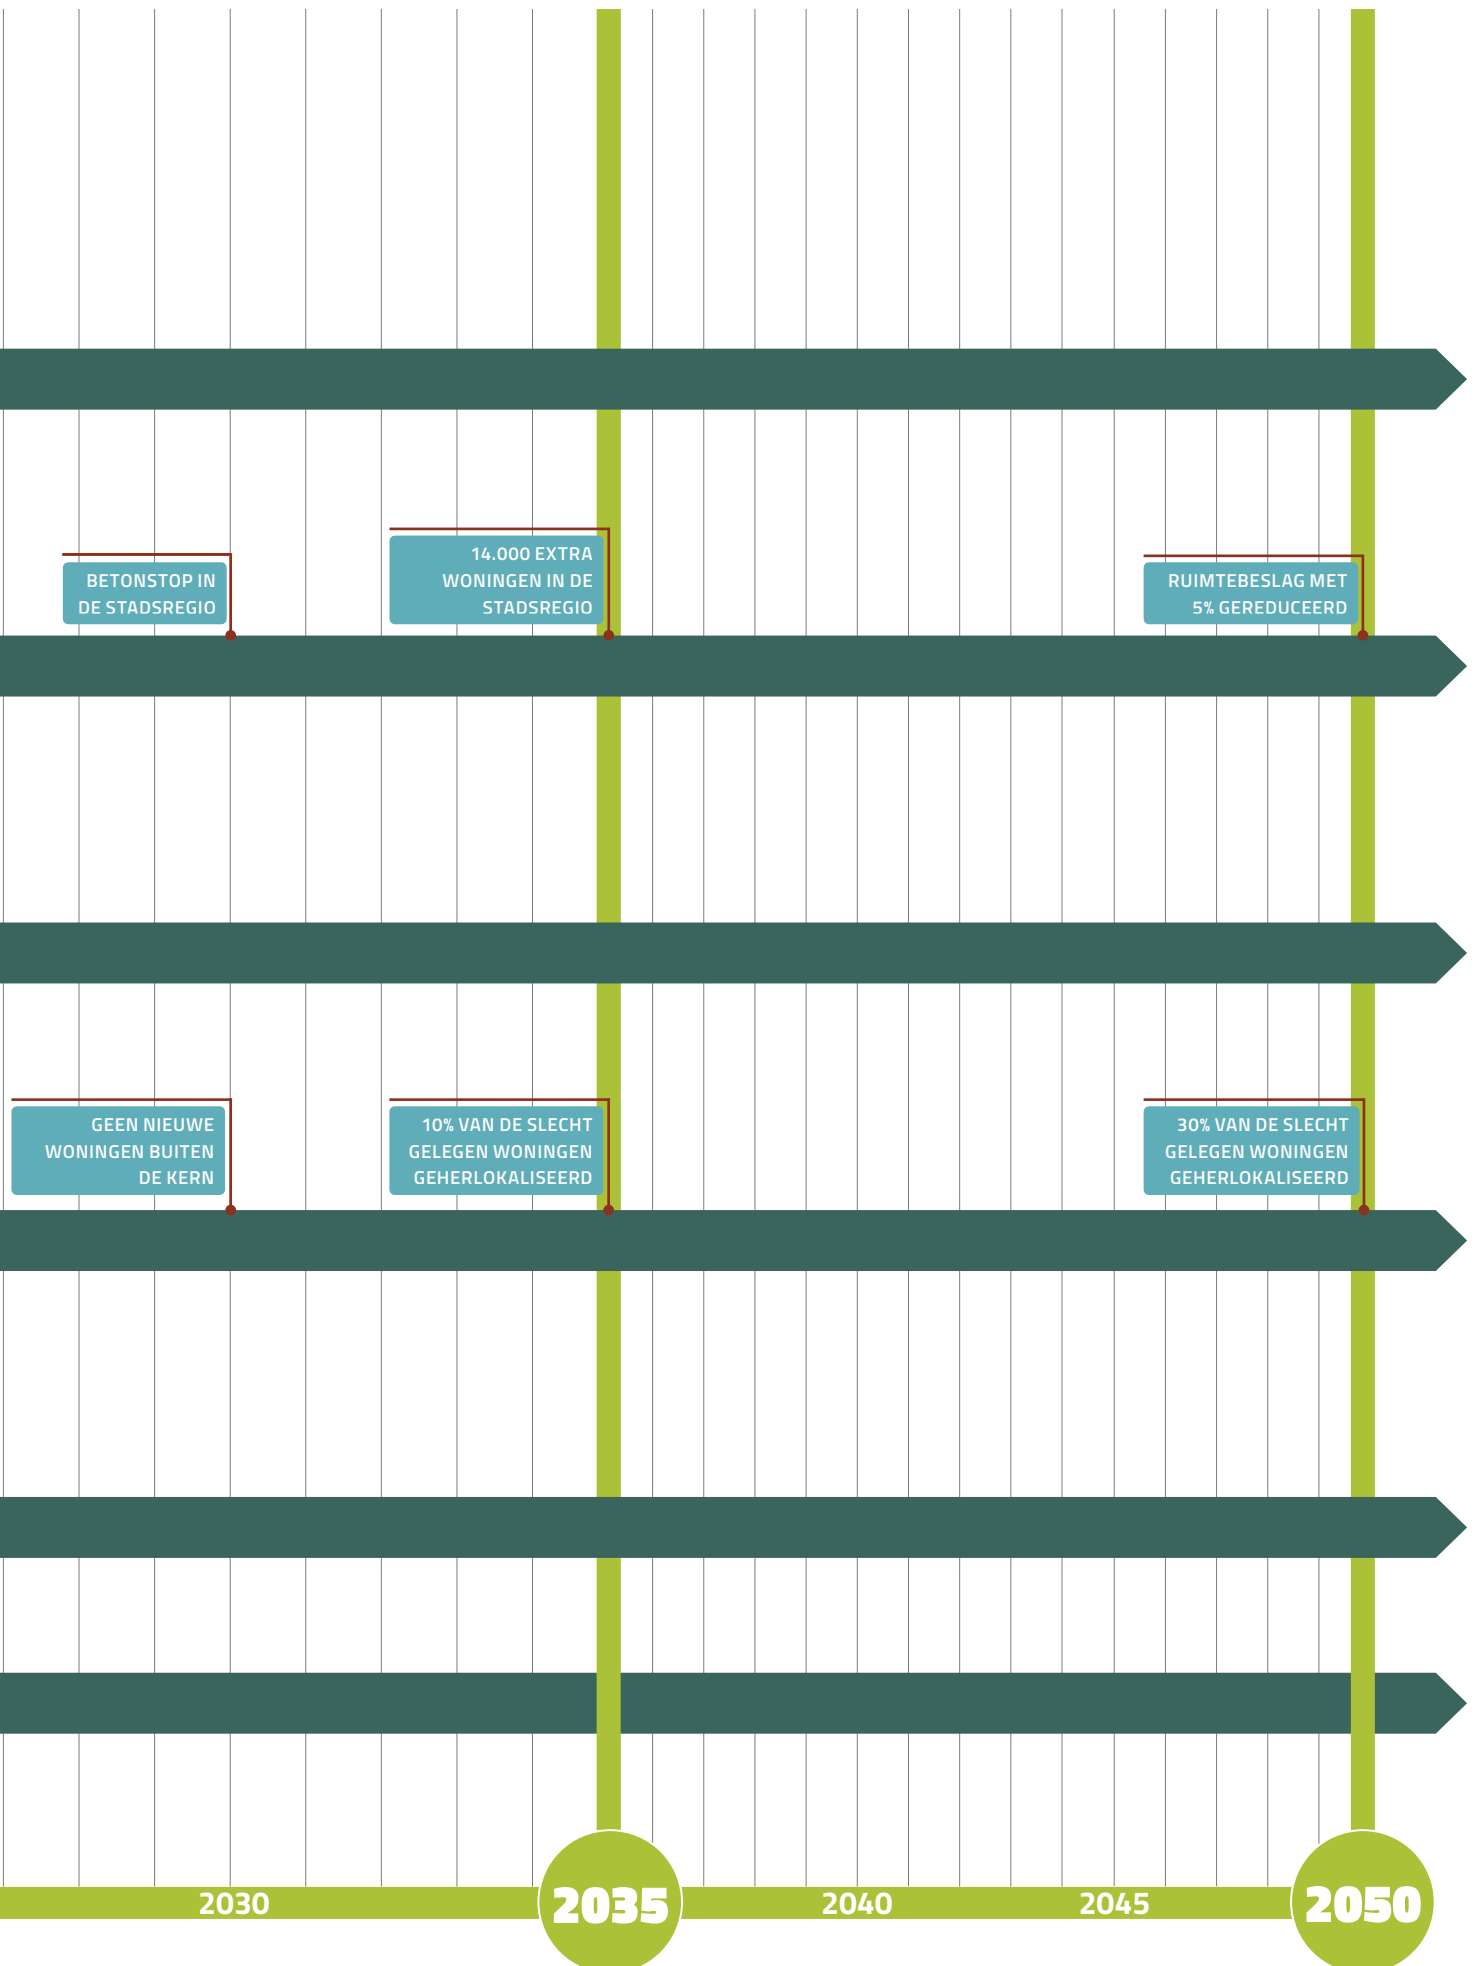 14.000 EXTRA
WONINGEN IN DE
STADSREGIO
BETONSTOP IN
DE STADSREGIO
RUIMTEBESLAG MET
5% GEREDUCEERD
GEEN NIEUWE
WONINGEN BUITEN
DE KERN
10% VAN DE SLECHT
GELEGEN WONINGEN
GEHERLOKALISEERD
30% VAN DE SLECHT
GELEGEN WONINGEN
GEHERLOKALISEERD
2030
2035
2040
2045
2050